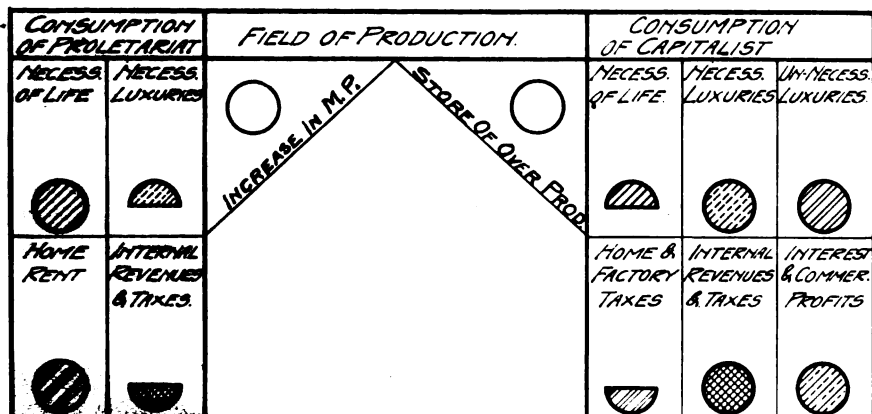 CONSUMPTION
OF PROLETARIAT
FIELD OF PRODUCTION.
CONSUMPTION
OF CAPITALIST
NECESS.
OF LIFE
NECESS.
LUXURIES
INCREASE IN M.P.
STORE OF OVER PROD.
NECESS.
OF LIFE.
NECESS.
LUXURIES
UN-NECESS.
LUXURIES.
HOME
RENT
INTERNAL
REVENUES
& TAXES.
HOME &
FACTORY
TAXES
INTERNAL
REVENUES
& TAXES.
INTEREST
& COMMER.
PROFITS